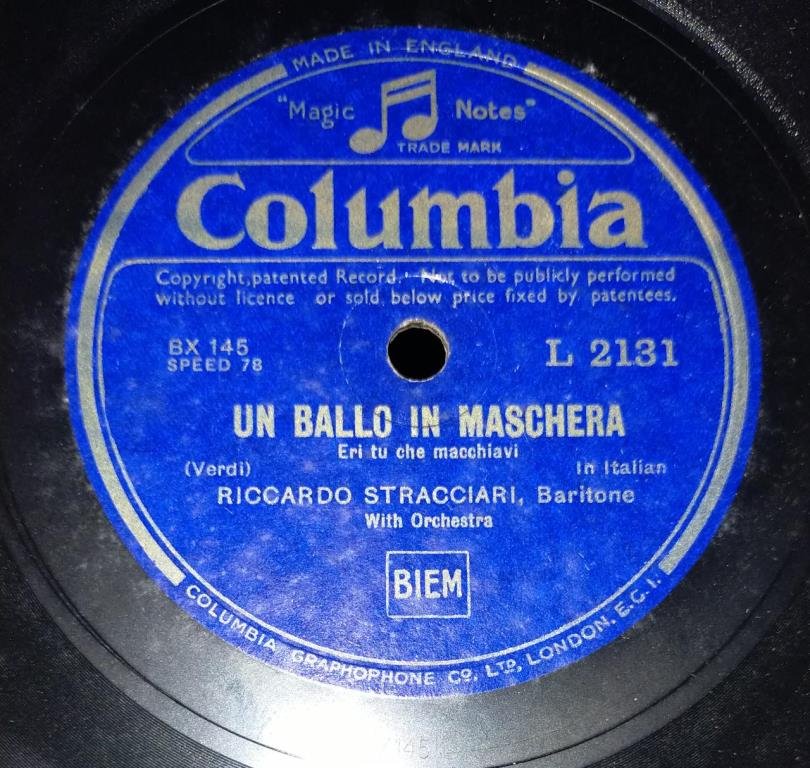 MADE IN ENGLAND
"Magic Notes"
TRADE MARK
Columbia
Copyright, patented Record. Not to be publicly performed
without licence or sold below price fixed by patentees.
BX 145
SPEED 78
L 2131
UN BALLO IN MASCHERA
Eri tu che macchiavi
(Verdi) In Italian
RICCARDO STRACCIARI, Baritone
With Orchestra
BIEM
COLUMBIA GRAPHOPHONE CO. LTD, LONDON. E.C.1.
145